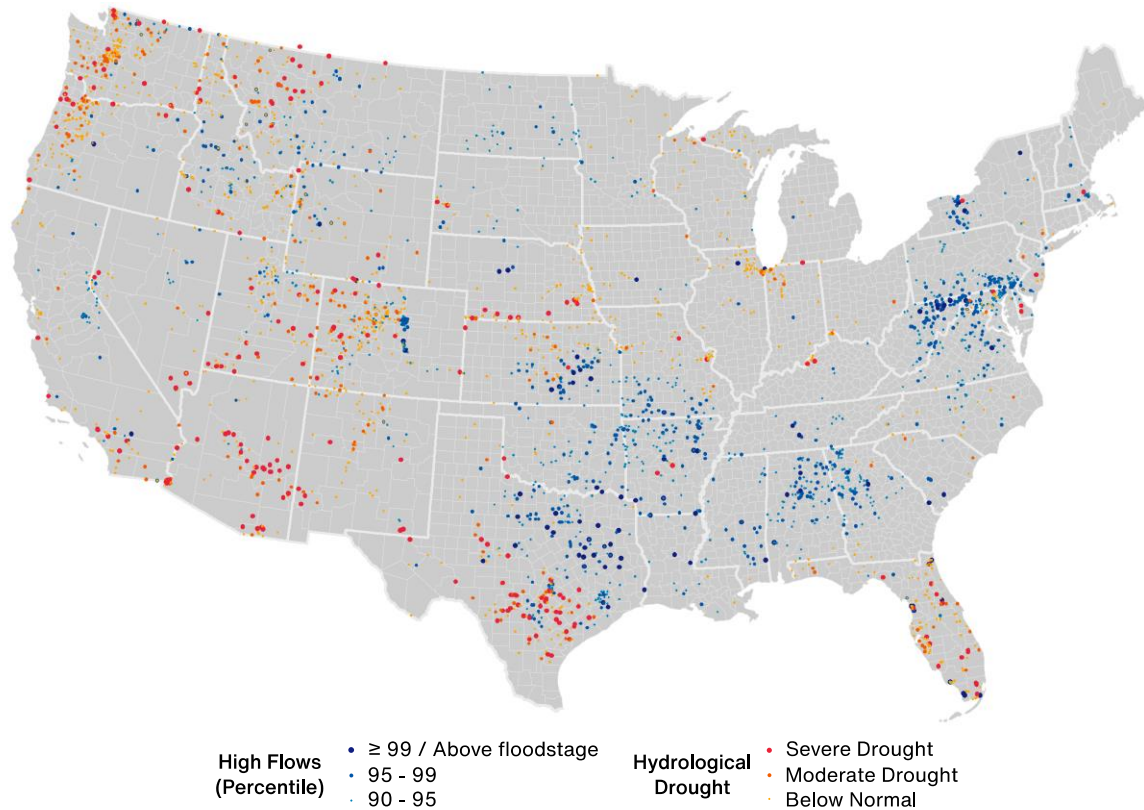 High Flows
(Percentile)
≥ 99 / Above floodstage
95 - 99
90 - 95
Hydrological
Drought
Severe Drought
Moderate Drought
Below Normal